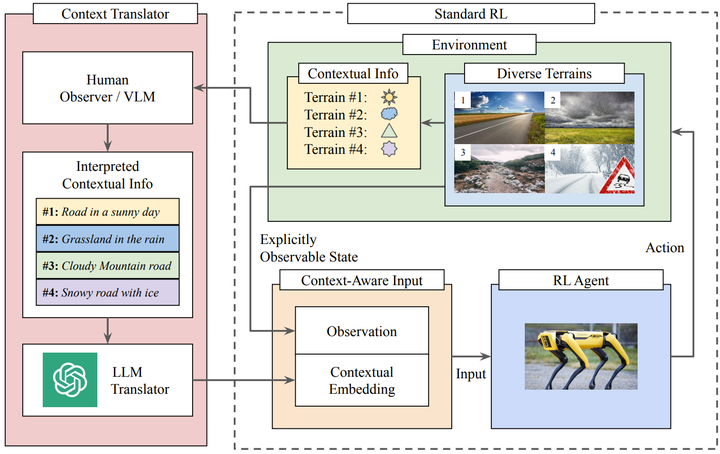 Context Translator
Human
Observer / VLM
Interpreted
Contextual Info
#1: Road in a sunny day
#2: Grassland in the rain
#3: Cloudy Mountain road
#4: Snowy road with ice
LLM
Translator
Standard RL
Environment
Contextual Info
Terrain #1:
Terrain #2:
Terrain #3:
Terrain #4:
Diverse Terrains
1
2
3
4
Explicitly
Observable State
Action
Context-Aware Input
Observation
Contextual
Embedding
Input
RL Agent